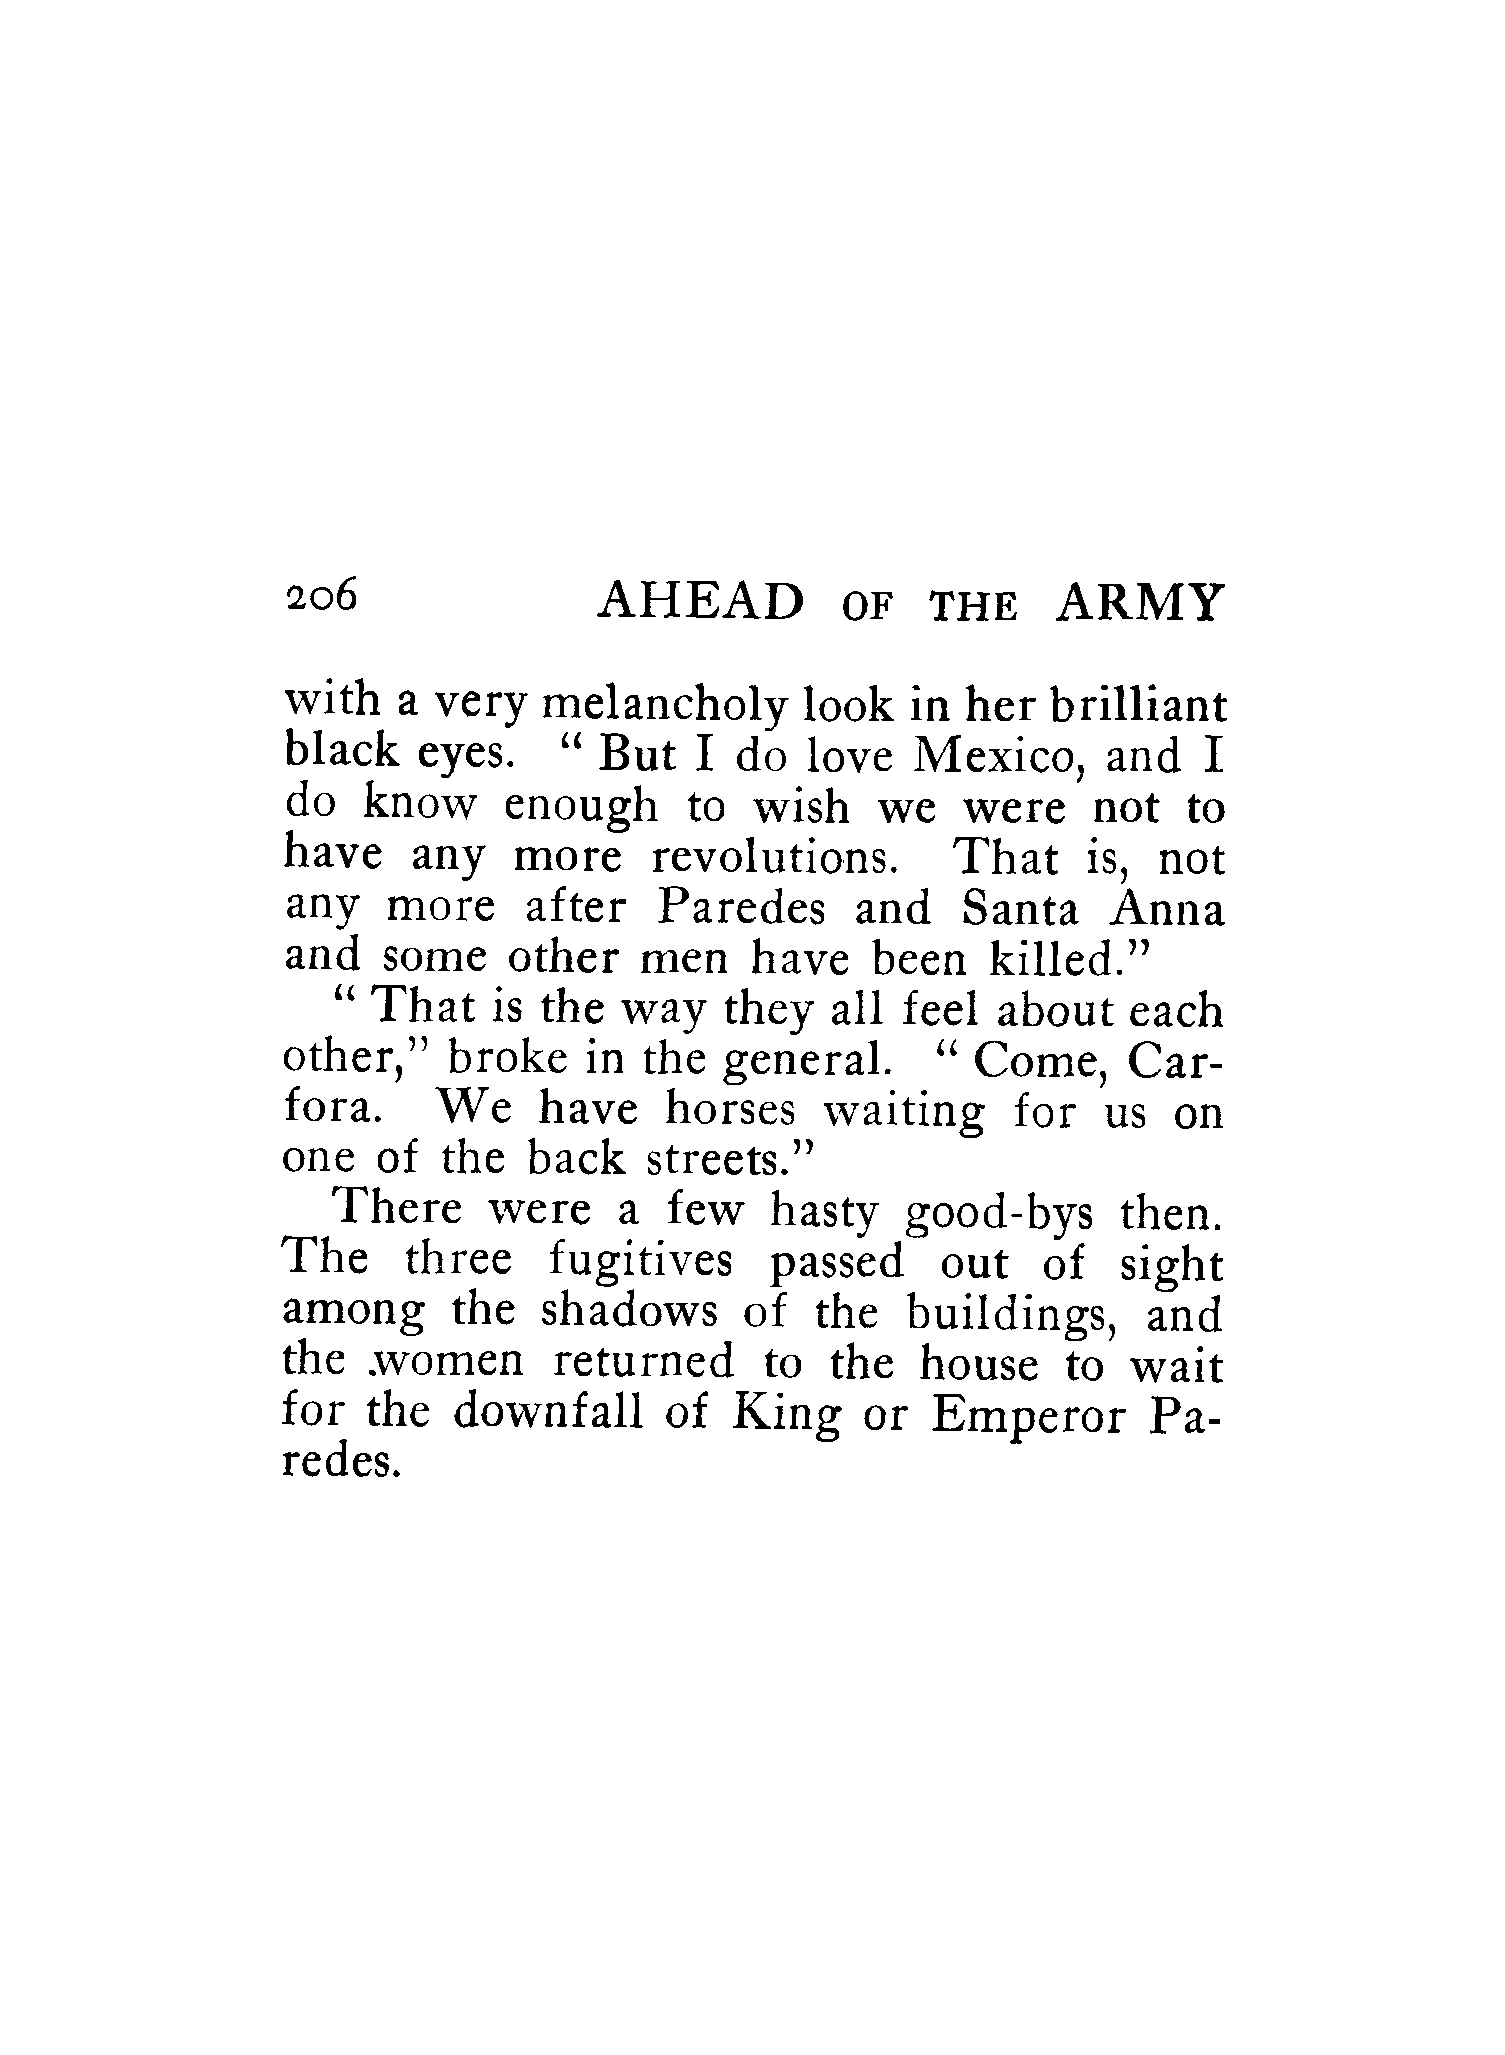 206 AHEAD OF THE ARMY
with a very melancholy look in her brilliant
black eyes. “ But I do love Mexico, and I
do know enough to wish we were not to
have any more revolutions. That is, not
any more after Paredes and Santa Anna
and some other men have been killed.”
“ That is the way they all feel about each
other,” broke in the general. “ Come, Car-
fora. We have horses waiting for us on
one of the back streets.”
There were a few hasty good-bys then.
The three fugitives passed out of sight
among the shadows of the buildings, and
the women returned to the house to wait
for the downfall of King or Emperor Pa-
redes.